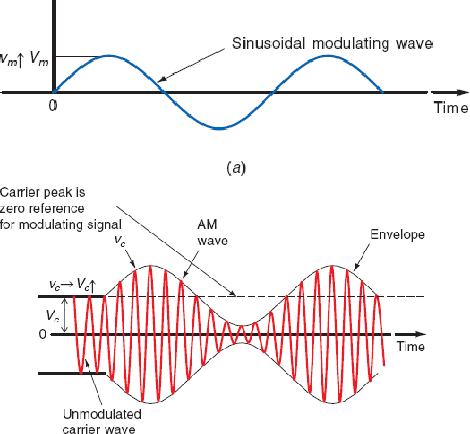 Vm↑ Vm
Sinusoidal modulating wave
0
Time
(a)
Carrier peak is
zero reference
for modulating signal
vc
AM
wave
Envelope
vc→ Vc↑
Vc
0
Time
Unmodulated
carrier wave